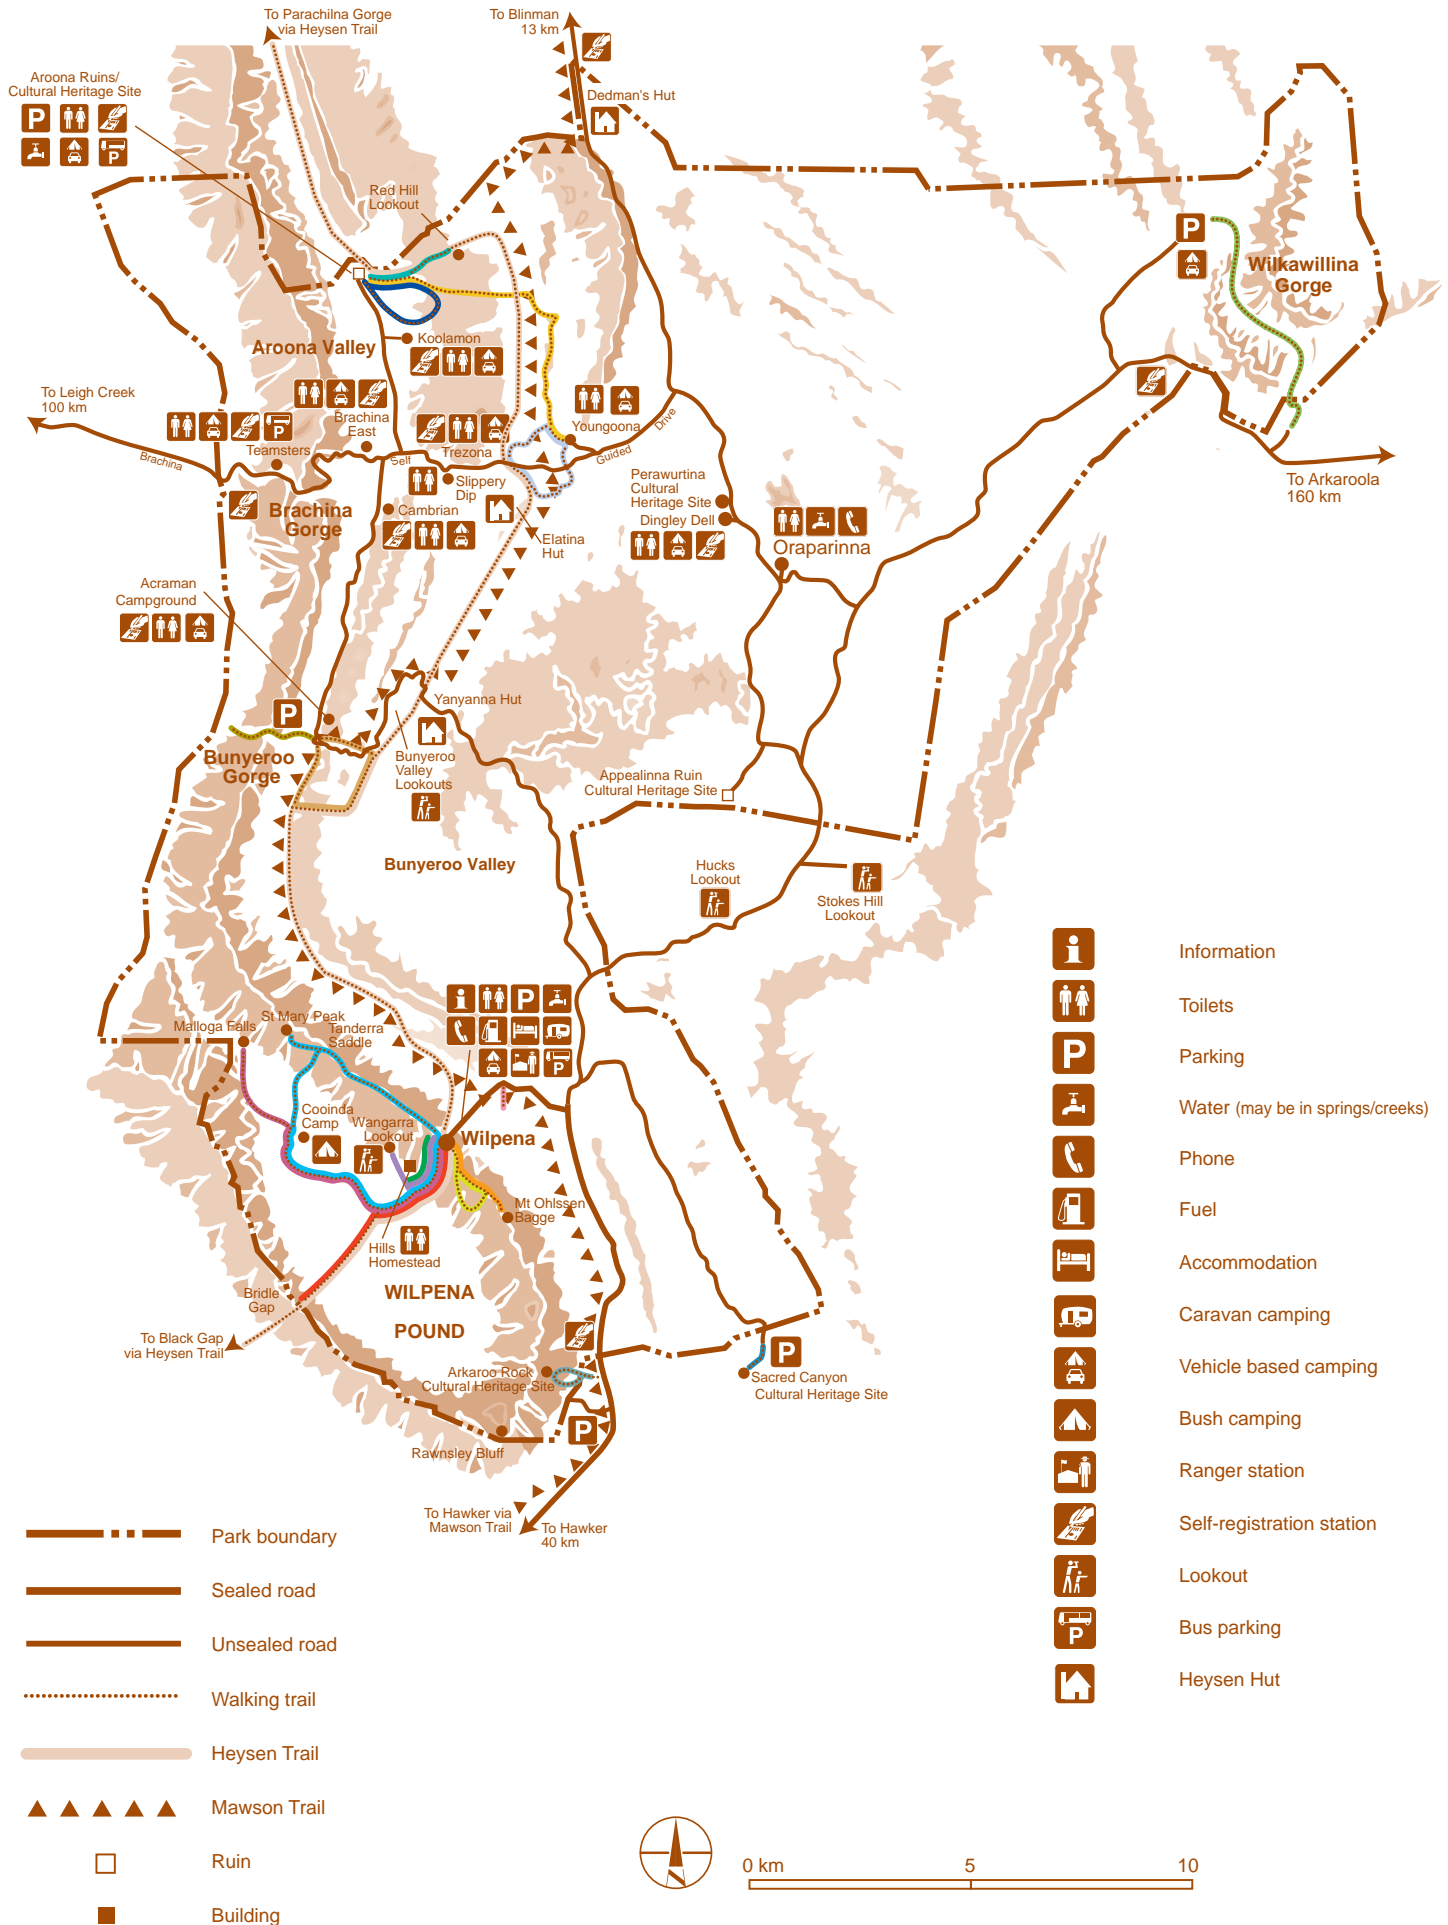 To Parachilna Gorge
via Heysen Trail
To Blinman
13 km
Aroona Ruins/
Cultural Heritage Site
P
P
Dedman's Hut
Red Hill
Lookout
P
Wilkawillina
Gorge
Koolamon
Aroona Valley
To Leigh Creek
100 km
P
Brachina
East
Teamsters
Trezona
Youngoona
Brachina
Self
Guided
Drive
To Arkaroola
160 km
Slippery
Dip
Perawurtina
Cultural
Heritage Site
Dingley Dell
Brachina
Gorge
Cambrian
Elatina
Hut
Oraparinna
Acraman
Campground
P
Yanyanna Hut
Bunyeroo
Gorge
Bunyeroo
Valley
Lookouts
Appealinna Ruin
Cultural Heritage Site
Bunyeroo Valley
Hucks
Lookout
Stokes Hill
Lookout
P
P
Malloga Falls
St Mary Peak
Tanderra
Saddle
Cooinda
Camp
Wangarra
Lookout
Wilpena
Mt Ohlssen
Bagge
Hills
Homestead
WILPENA
POUND
Bridle
Gap
To Black Gap
via Heysen Trail
Arkaroo Rock
Cultural Heritage Site
P
Sacred Canyon
Cultural Heritage Site
P
Rawnsley Bluff
To Hawker via
Mawson Trail
To Hawker
40 km
Information
Toilets
P
Parking
Water (may be in springs/creeks)
Phone
Fuel
Accommodation
Caravan camping
Vehicle based camping
Bush camping
Ranger station
Self-registration station
Lookout
P
Bus parking
Heysen Hut
Park boundary
Sealed road
Unsealed road
Walking trail
Heysen Trail
Mawson Trail
Ruin
Building
N
0 km
5
10